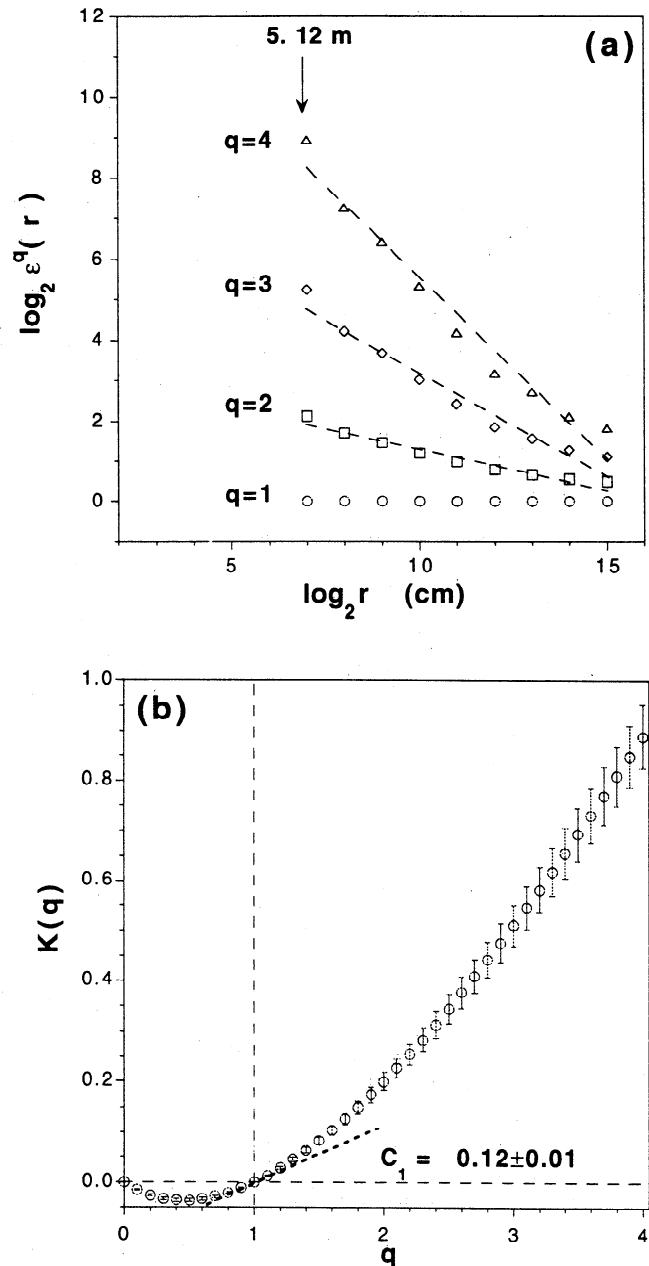 12
5. 12 m
(a)
10
q=4
8
log₂ εq( r )
6
q=3
4
q=2
2
q=1
0
5 10 15
log₂r (cm)
1.0
(b)
0.8
0.6
K(q)
0.4
0.2
C₁ = 0.12±0.01
0.0
0 1 2 3 4
q